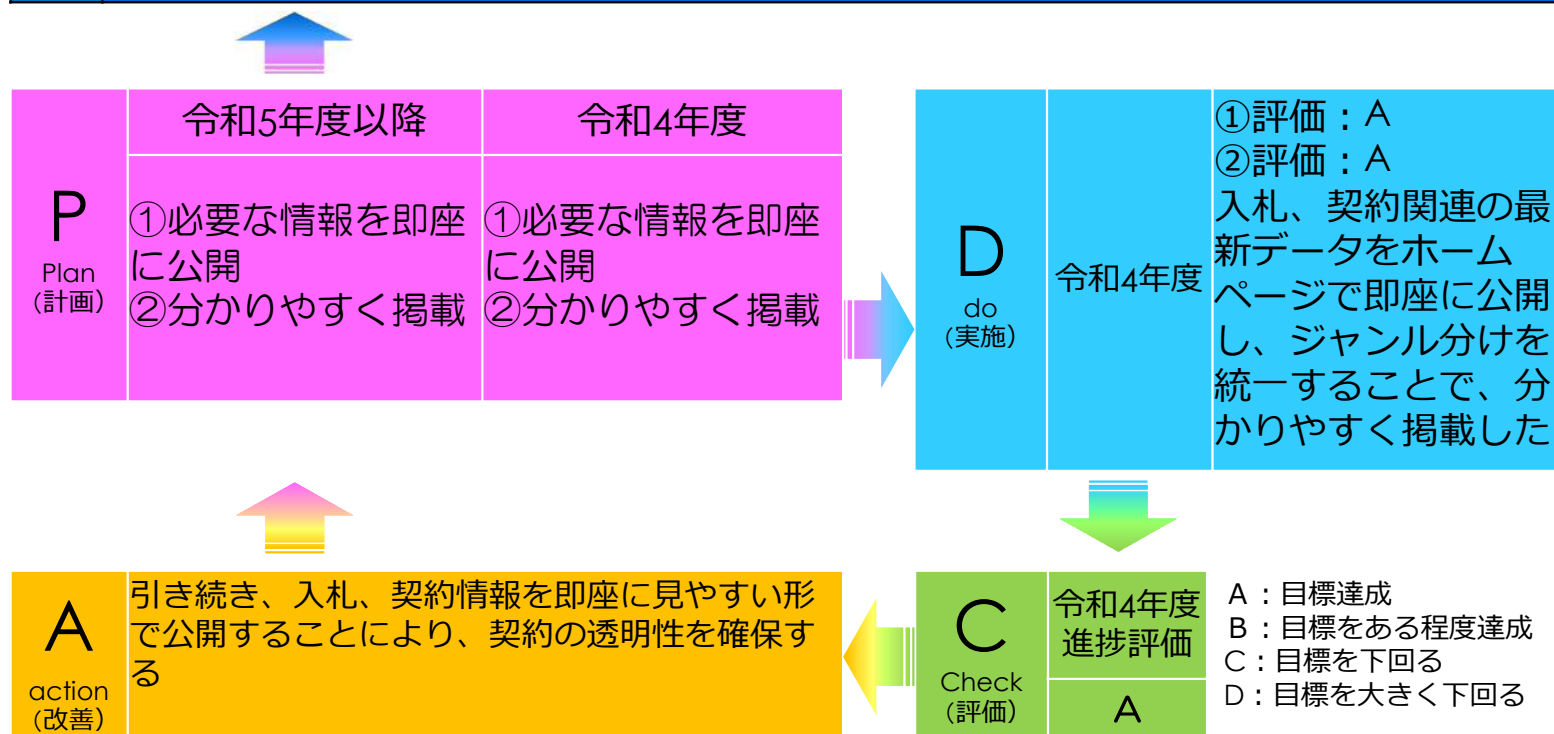 P
Plan
（計画）
令和5年度以降
令和4年度
①必要な情報を即座
に公開
②分かりやすく掲載
①必要な情報を即座
に公開
②分かりやすく掲載
D
do
（実施）
令和4年度
①評価：A
②評価：A
入札、契約関連の最
新データをホーム
ページで即座に公開
し、ジャンル分けを
統一することで、分
かりやすく掲載した
C
Check
（評価）
令和4年度
進捗評価
A
A：目標達成
B：目標をある程度達成
C：目標を下回る
D：目標を大きく下回る
A
action
（改善）
引き続き、入札、契約情報を即座に見やすい形
で公開することにより、契約の透明性を確保す
る